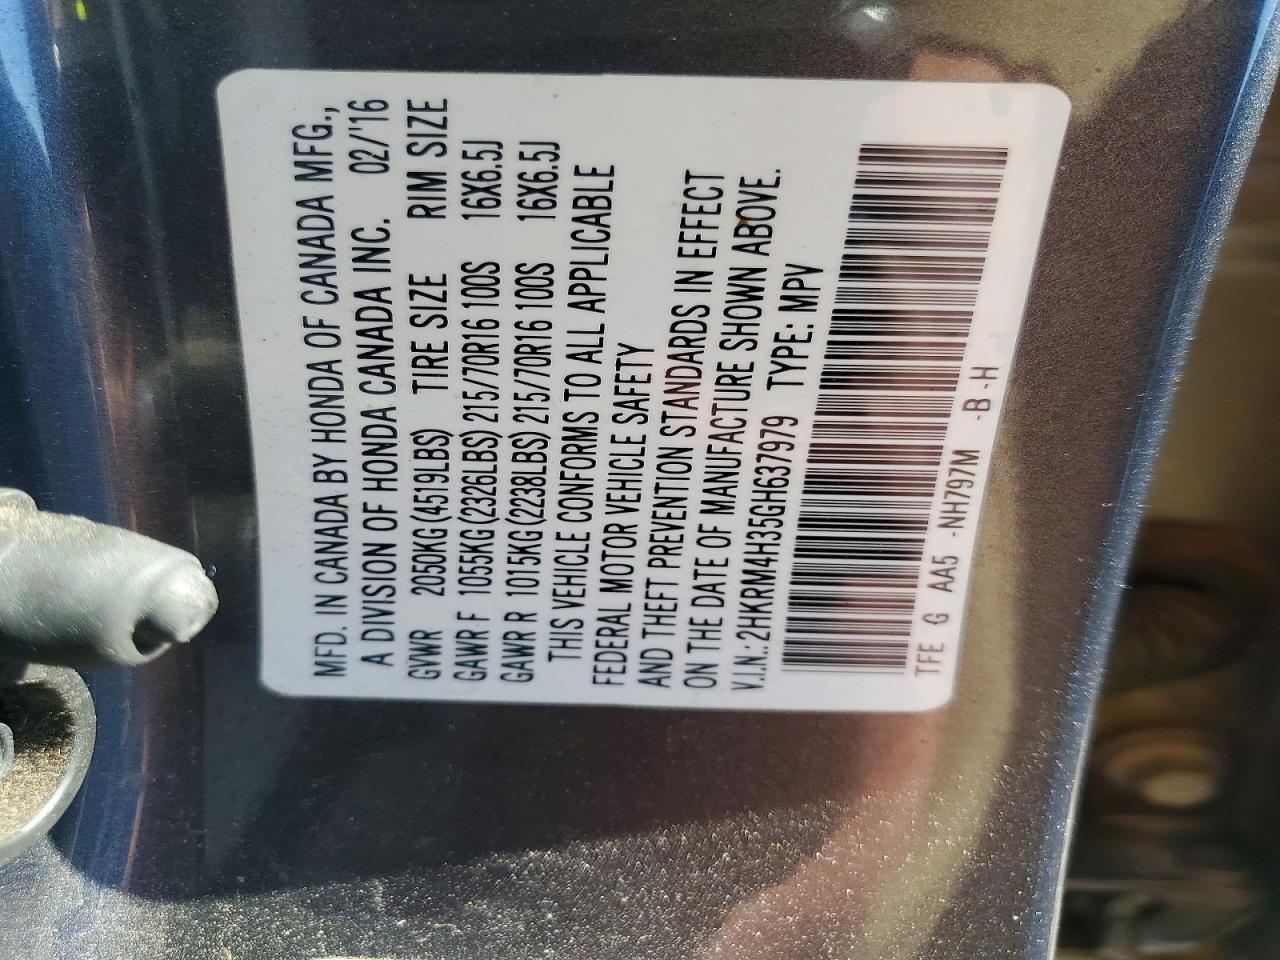 MFD. IN CANADA BY HONDA OF CANADA MFG.,
A DIVISION OF HONDA CANADA INC. 02/'16
GVWR 2050KG(4519LBS) TIRE SIZE RIM SIZE
GAWR F 1055KG(2326LBS) 215/70R16 100S 16X6.5J
GAWR R 1015KG(2238LBS) 215/70R16 100S 16X6.5J
THIS VEHICLE CONFORMS TO ALL APPLICABLE
FEDERAL MOTOR VEHICLE SAFETY
AND THEFT PREVENTION STANDARDS IN EFFECT
ON THE DATE OF MANUFACTURE SHOWN ABOVE.
V.I.N.:2HKRM4H35GH637979 TYPE: MPV
TFE G AA5 -NH797M -B -H